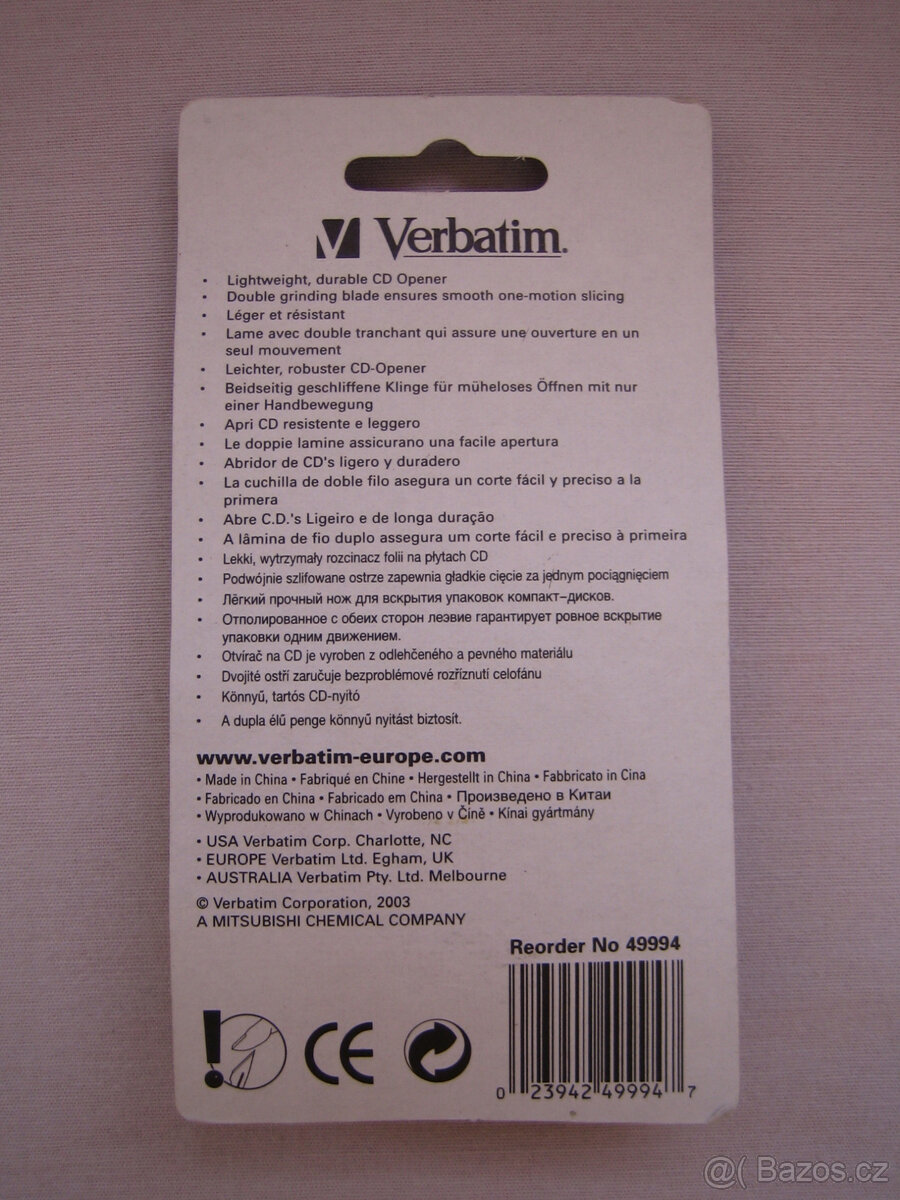 Verbatim.
• Lightweight, durable CD Opener
• Double grinding blade ensures smooth one-motion slicing
• Léger et résistant
• Lame avec double tranchant qui assure une ouverture en un
seul mouvement
• Leichter, robuster CD-Opener
• Beidseitig geschliffene Klinge für müheloses Öffnen mit nur
einer Handbewegung
• Apri CD resistente e leggero
• Le doppie lamine assicurano una facile apertura
• Abridor de CD's ligero y duradero
• La cuchilla de doble filo asegura un corte fácil y preciso a la
primera
• Abre C.D.'s Ligeiro e de longa duração
• A lâmina de fio duplo assegura um corte fácil e preciso à primeira
• Lekki, wytrzymały rozcinacz folii na płytach CD
• Podwójnie szlifowane ostrze zapewnia gładkie cięcie za jednym pociągnięciem
• Лёгкий прочный нож для вскрытия упаковок компакт-дисков.
• Отполированное с обеих сторон лезвие гарантирует ровное вскрытие
упаковки одним движением.
• Otvírač na CD je vyroben z odlehčeného a pevného materiálu
• Dvojité ostří zaručuje bezproblémové rozříznutí celofánu
• Könnyű, tartós CD-nyitó
• A dupla élű penge könnyű nyitást biztosít.
www.verbatim-europe.com
• Made in China • Fabriqué en Chine • Hergestellt in China • Fabbricato in Cina
• Fabricado en China • Fabricado em China • Произведено в Китаи
• Wyprodukowano w Chinach • Vyrobeno v Číně • Kínai gyártmány
• USA Verbatim Corp. Charlotte, NC
• EUROPE Verbatim Ltd. Egham, UK
• AUSTRALIA Verbatim Pty. Ltd. Melbourne
© Verbatim Corporation, 2003
A MITSUBISHI CHEMICAL COMPANY
Reorder No 49994
CE
0 23942 49994 7
@( Bazos.cz